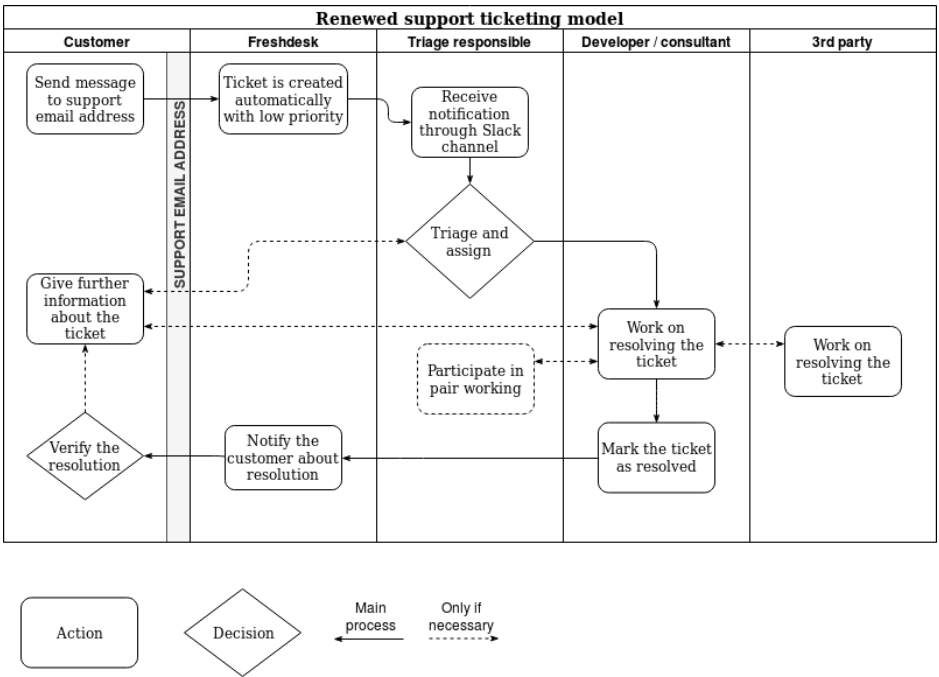 Renewed support ticketing model
Customer
Freshdesk
Triage responsible
Developer / consultant
3rd party
Send message
to support
email address
SUPPORT EMAIL ADDRESS
Ticket is created
automatically
with low priority
Receive
notification
through Slack
channel
Triage and
assign
Give further
information
about the
ticket
Work on
resolving the
ticket
Work on
resolving the
ticket
Participate in
pair working
Verify the
resolution
Notify the
customer about
resolution
Mark the ticket
as resolved
Action
Decision
Main
process
Only if
necessary